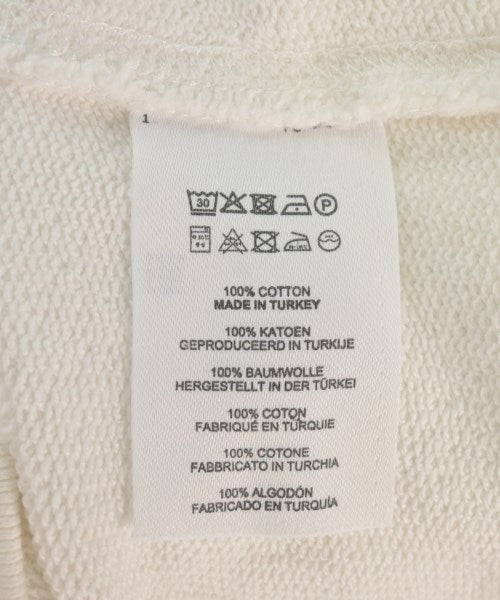 1
30
P
100% COTTON
MADE IN TURKEY
100% KATOEN
GEPRODUCEERD IN TURKIJE
100% BAUMWOLLE
HERGESTELLT IN DER TÜRKEI
100% COTON
FABRIQUÉ EN TURQUIE
100% COTONE
FABBRICATO IN TURCHIA
100% ALGODÓN
FABRICADO EN TURQUÍA